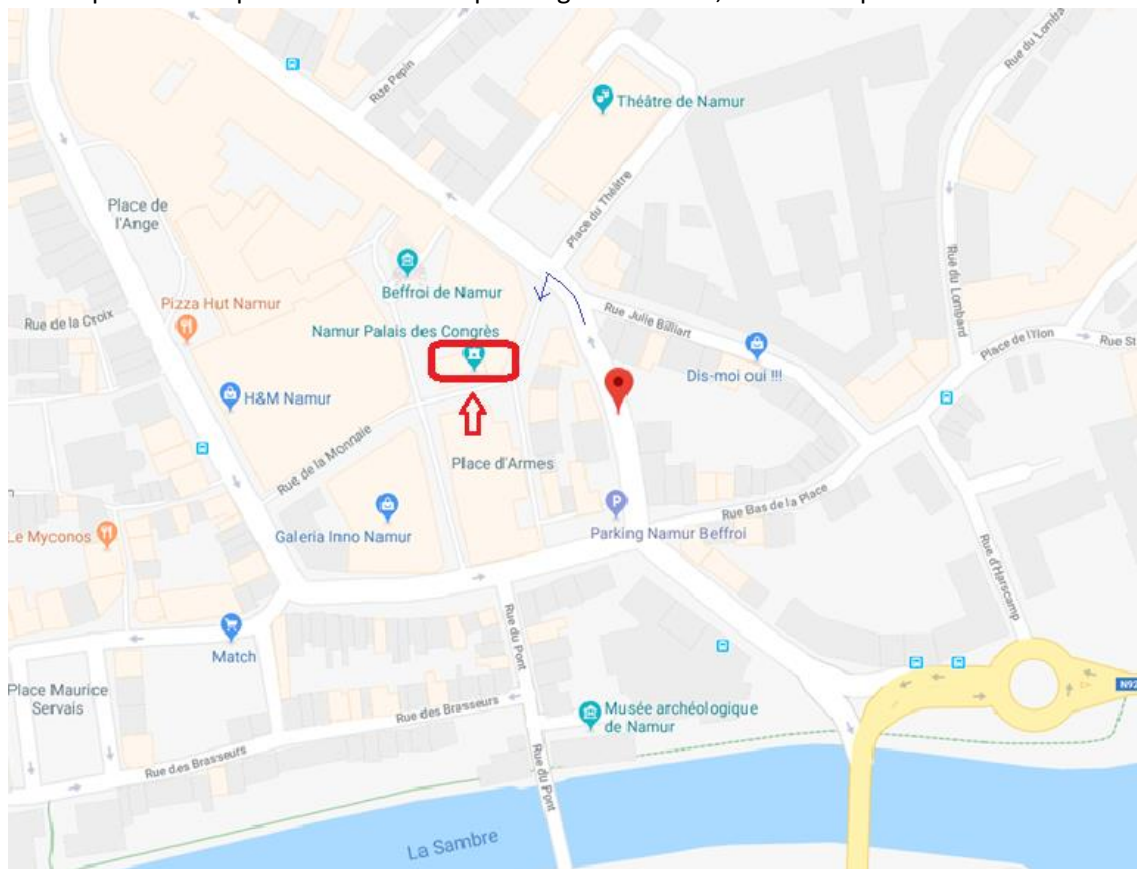 Rue du Lomba
Rue Pepin
Théâtre de Namur
Place du Théâtre
Place de
l'Ange
Beffroi de Namur
Rue du Lombard
Pizza Hut Namur
Rue de la Croix
Namur Palais des Congrès
Rue Julie Billiart
Place de l'Ilon
Rue St
Dis-moi oui !!!
H&M Namur
Rue de la Monnaie
Place d'Armes
P
Rue Bas de la Place
Galeria Inno Namur
Parking Namur Beffroi
Le Myconos
Rue d'Harscamp
Rue du Pont
Match
N92
Place Maurice
Servais
Rue des Brasseurs
Musée archéologique
de Namur
Rue des Brasseurs
Rue du Pont
La Sambre